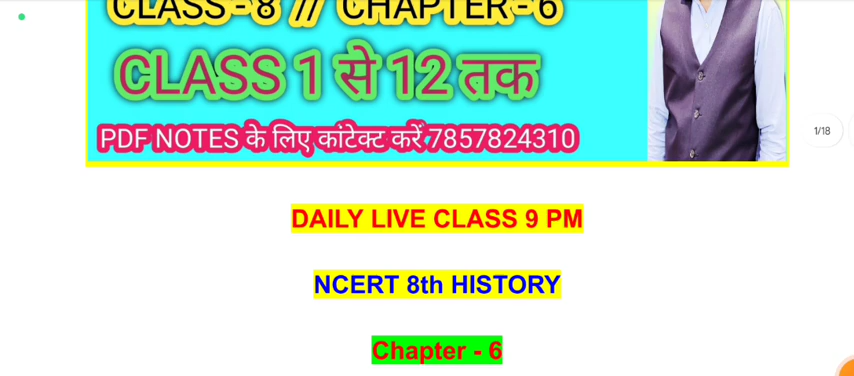 CLASS-8 // CHAPTER-6
CLASS 1 से 12 तक
PDF NOTES के लिए कांटेक्ट करें 7857824310
1/18
DAILY LIVE CLASS 9 PM
NCERT 8th HISTORY
Chapter - 6